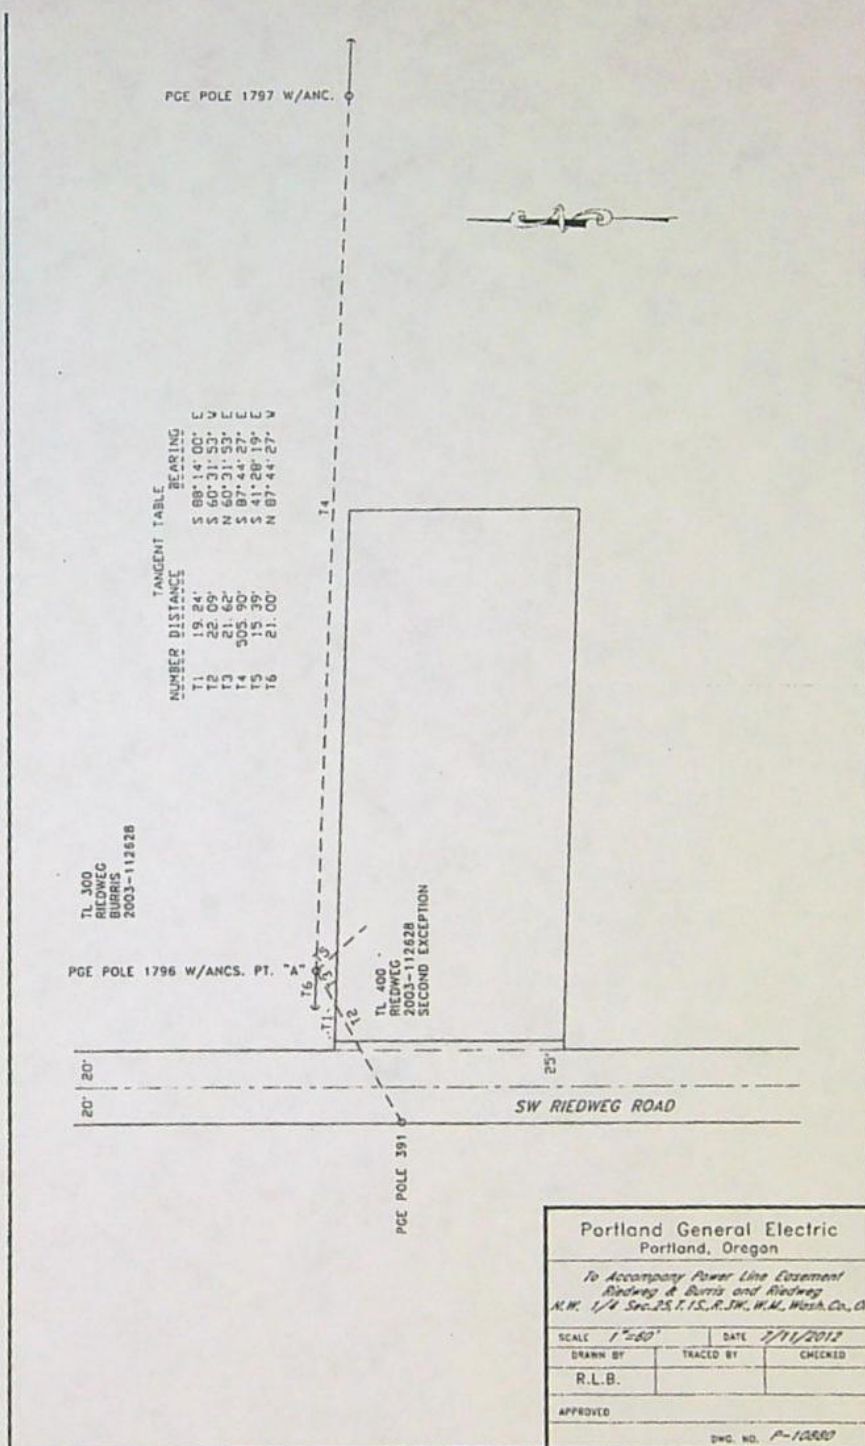 PGE POLE 1797 W/ANC.
TANGENT TABLE
NUMBER DISTANCE BEARING
T1 19.24' S 88°14'00" E
T2 22.09' S 60°31'53" W
T3 21.62' N 60°31'53" E
T4 505.90' S 87°44'27" E
T5 15.39' S 41°28'19" E
T6 21.00' N 87°44'27" W
T4
TL 300
RIEDWEG
BURRIS
2003-112628
PGE POLE 1796 W/ANCS. PT. "A"
T6
T1
T2
TL 400
RIEDWEG
2003-112628
SECOND EXCEPTION
20' 20'
25'
SW RIEDWEG ROAD
PGE POLE 391
Portland General Electric
Portland, Oregon
To Accompany Power Line Easement
Riedweg & Burris and Riedweg
N.W. 1/4 Sec.25,T.1S.,R.3W., W.M., Wash.Co.,
SCALE 1"=60' DATE 7/11/2012
DRAWN BY TRACED BY CHECKED
R.L.B.
APPROVED
DWG. NO. P-10880